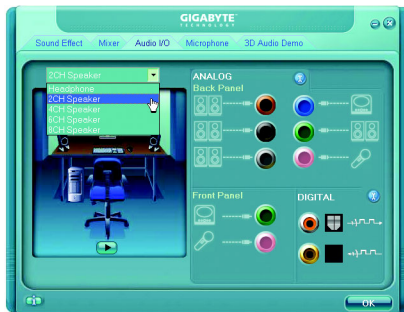 GIGABYTE
TECHNOLOGY
Sound Effect
Mixer
Audio I/O
Microphone
3D Audio Demo
2CH Speaker
Headphone
2CH Speaker
4CH Speaker
6CH Speaker
8CH Speaker
ANALOG
Back Panel
Front Panel
DIGITAL
OK